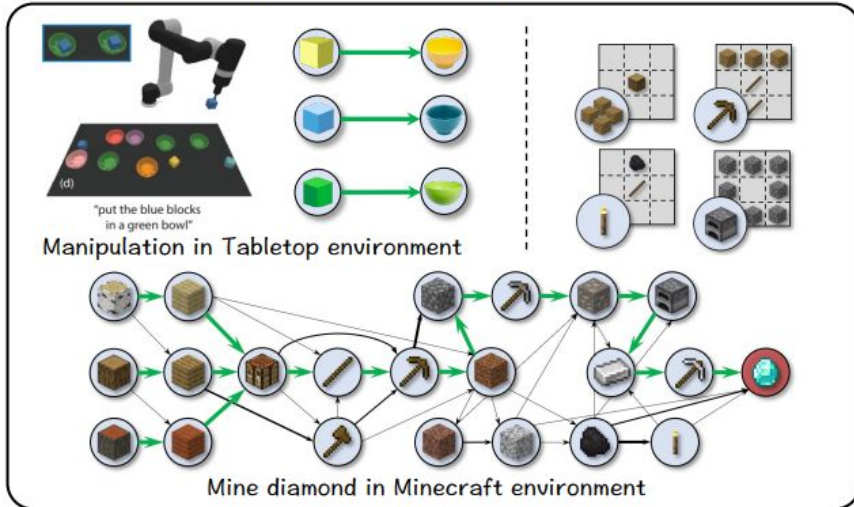 (d)
"put the blue blocks
in a green bowl"
Manipulation in Tabletop environment
Mine diamond in Minecraft environment